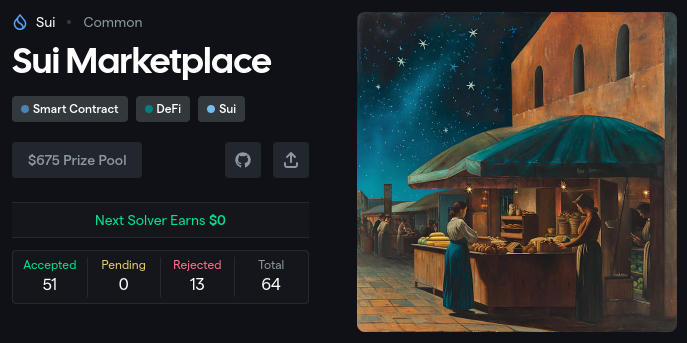 Sui • Common
Sui Marketplace
Smart Contract DeFi Sui
$675 Prize Pool
Next Solver Earns $0
Accepted Pending Rejected Total
51 0 13 64